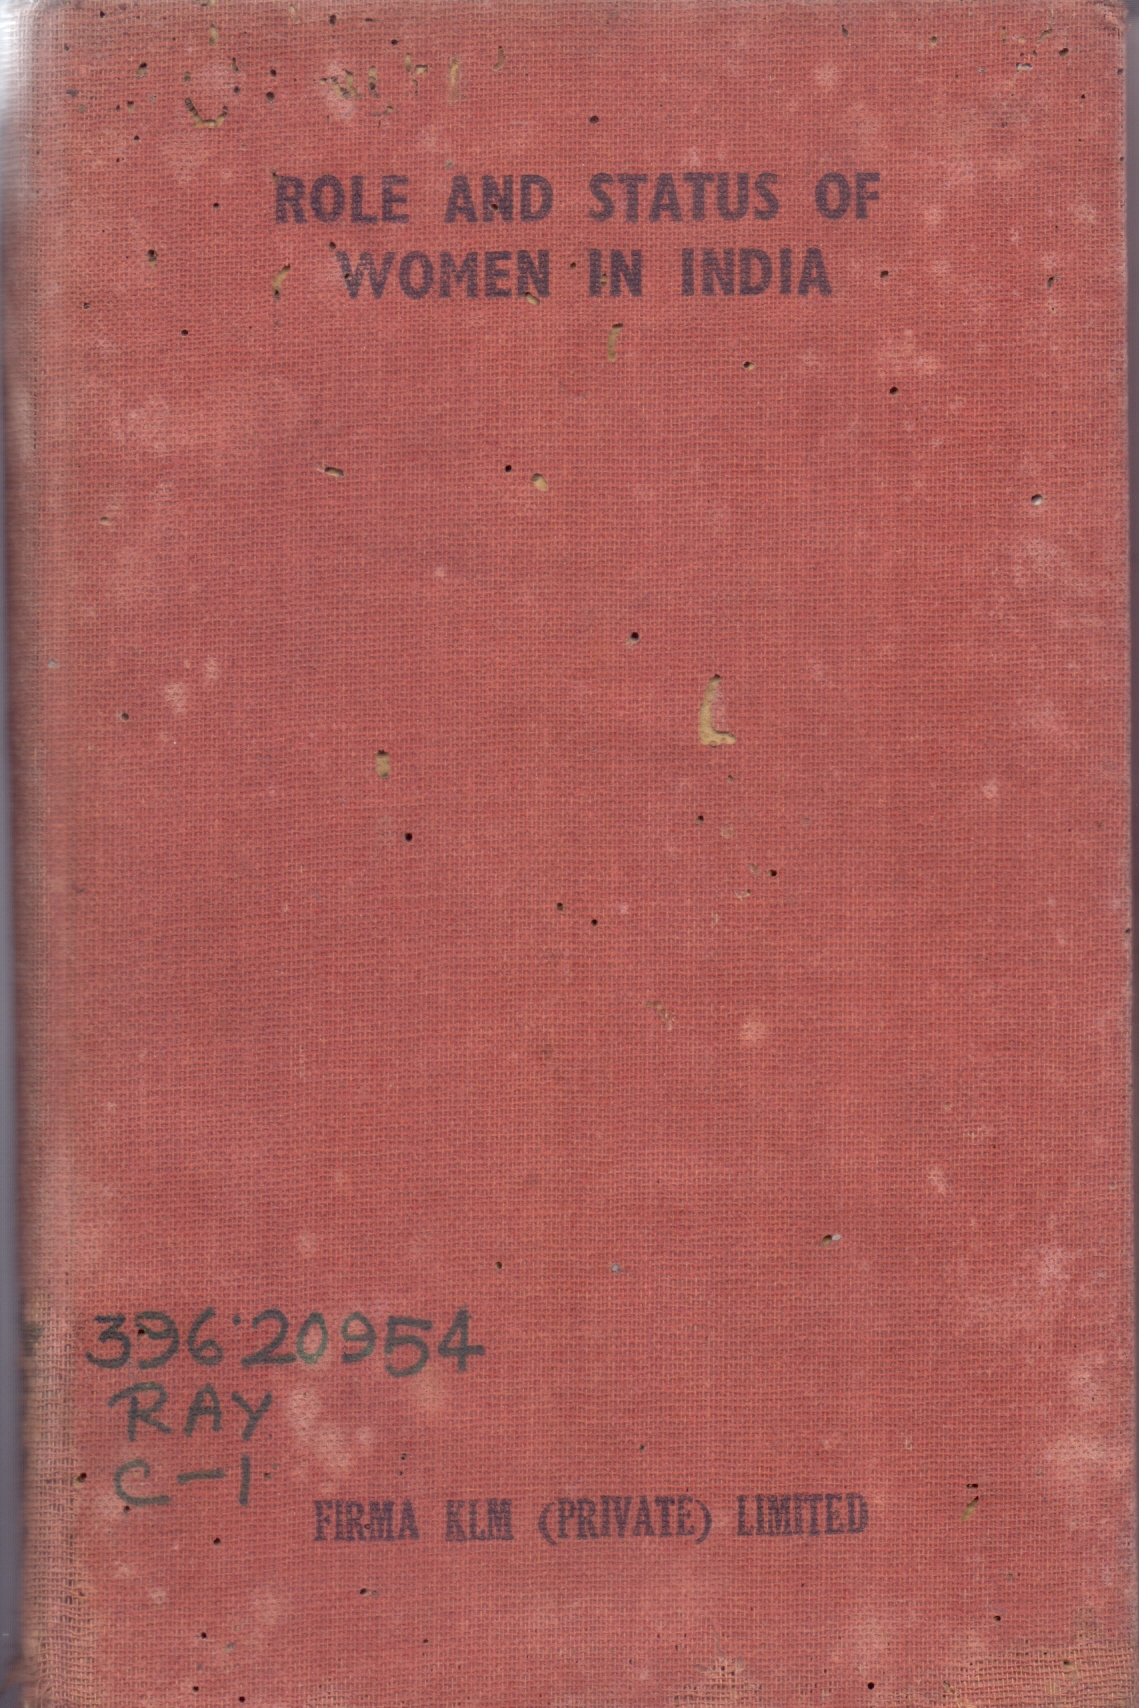 ROLE AND STATUS OF
WOMEN IN INDIA
396.20954
RAY
C-1
FIRMA KLM (PRIVATE) LIMITED